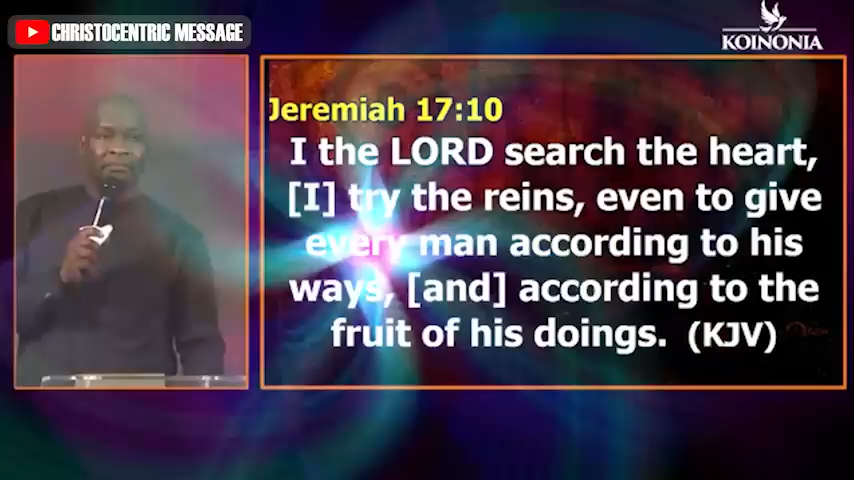 CHRISTOCENTRIC MESSAGE
KOINONIA
Jeremiah 17:10
I the LORD search the heart,
[I] try the reins, even to give
every man according to his
ways, [and] according to the
fruit of his doings. (KJV)